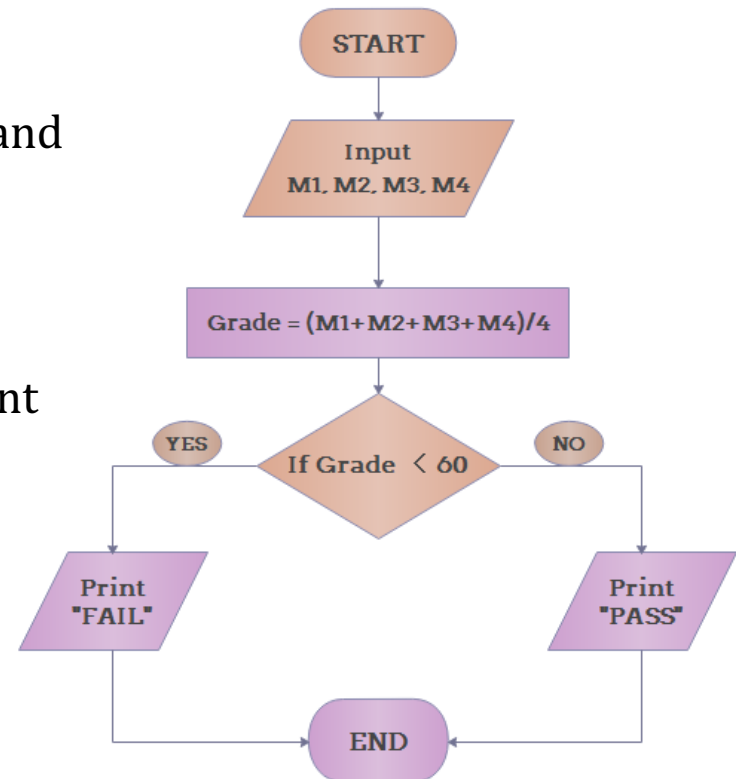 START
and
Input
M1, M2, M3, M4
Grade = (M1+M2+M3+M4)/4
nt
YES
If Grade < 60
NO
Print
"FAIL"
Print
"PASS"
END